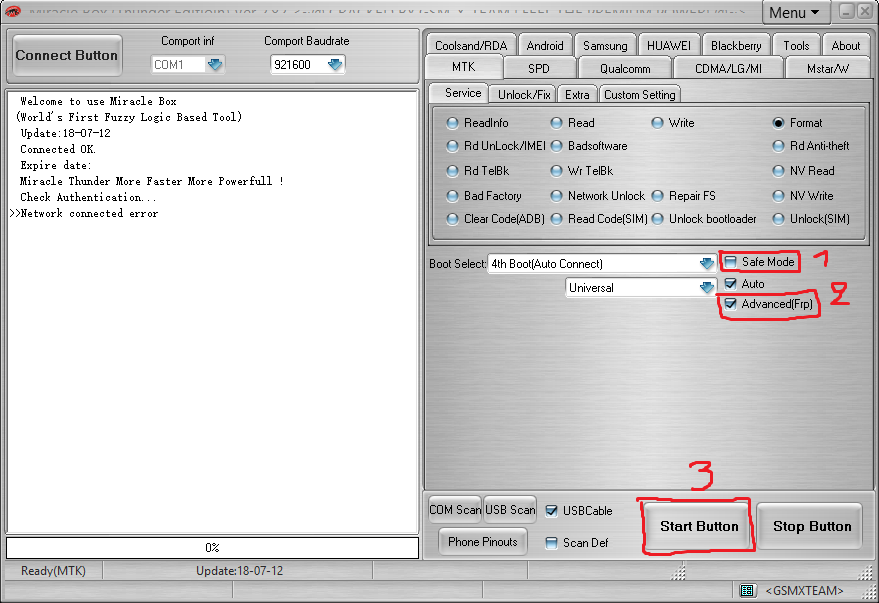 Menu
Connect Button
Comport inf
Comport Baudrate
COM1
921600
Welcome to use Miracle Box
(World's First Fuzzy Logic Based Tool)
Update:18-07-12
Connected OK.
Expire date:
Miracle Thunder More Faster More Powerfull !
Check Authentication...
>>Network connected error
0%
Coolsand/RDA Android Samsung HUAWEI Blackberry Tools About
MTK SPD Qualcomm CDMA/LG/MI Mstar/W
Service Unlock/Fix Extra Custom Setting
ReadInfo Read Write Format
Rd UnLock/IMEI Badsoftware Rd Anti-theft
Rd TelBk Wr TelBk NV Read
Bad Factory Network Unlock Repair FS NV Write
Clear Code(ADB) Read Code(SIM) Unlock bootloader Unlock(SIM)
Boot Select: 4th Boot(Auto Connect) Safe Mode 1
Universal Auto
Advanced(Frp) 2
3
COM Scan USB Scan USBCable
Phone Pinouts Scan Def
Start Button Stop Button
Ready(MTK) Update:18-07-12
<GSMXTEAM>